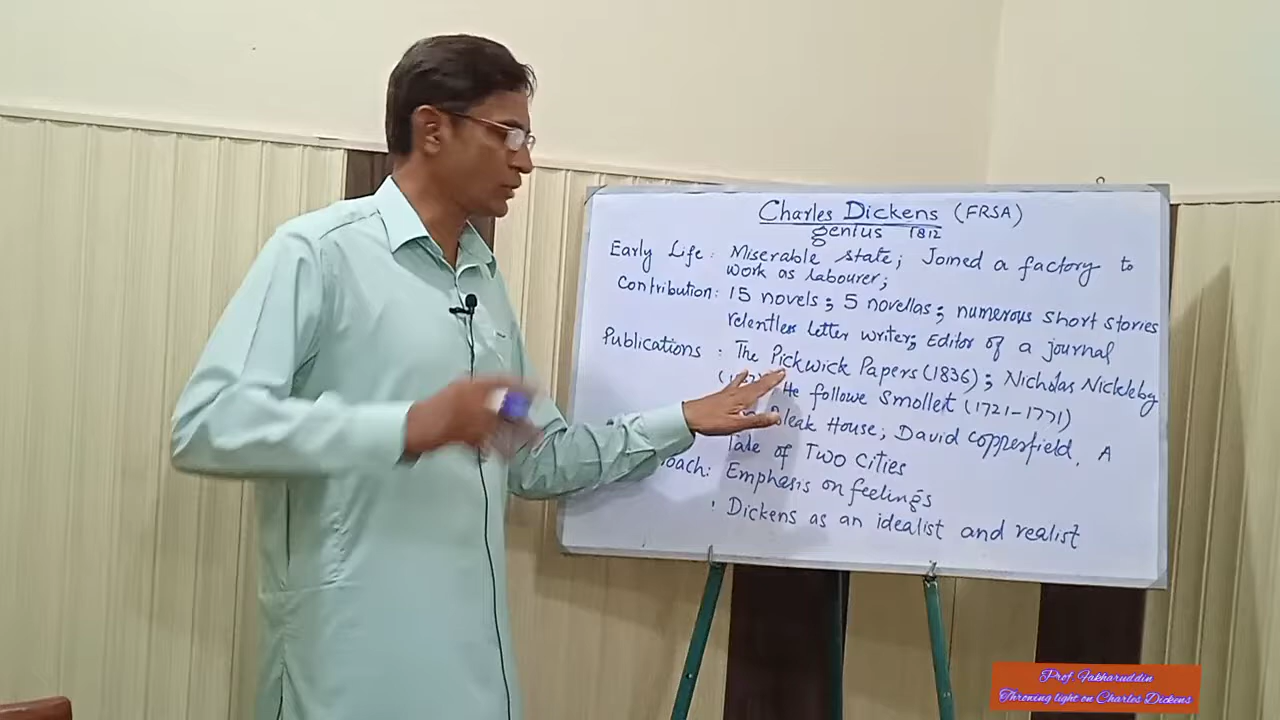 Charles Dickens (FRSA)
genius 1812
Early Life: Miserable state; Joined a factory to
work as labourer;
Contribution: 15 novels; 5 novellas; numerous short stories
relentless letter writer; Editor of a journal
Publications: The Pickwick Papers (1836); Nicholas Nickleby
He followe Smollet (1721-1771)
Bleak House; David Copperfield, A
Tale of Two Cities
Emphasis on feelings
Dickens as an idealist and realist
Prof. Fakharuddin
Throwing light on Charles Dickens